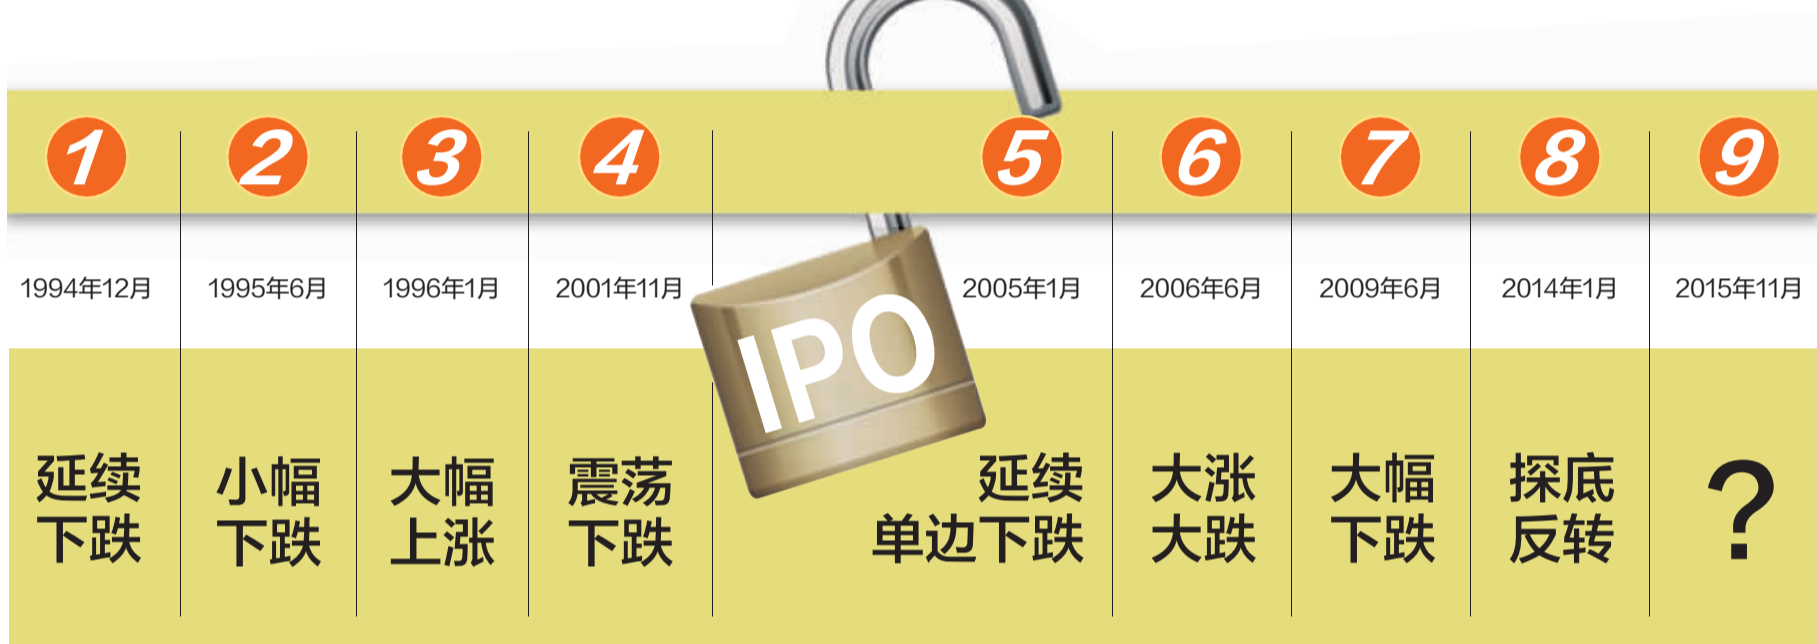 1
2
3
4
5
6
7
8
9
1994年12月
1995年6月
1996年1月
2001年11月
2005年1月
2006年6月
2009年6月
2014年1月
2015年11月
IPO
延续
下跌
小幅
下跌
大幅
上涨
震荡
下跌
延续
单边下跌
大涨
大跌
大幅
下跌
探底
反转
?